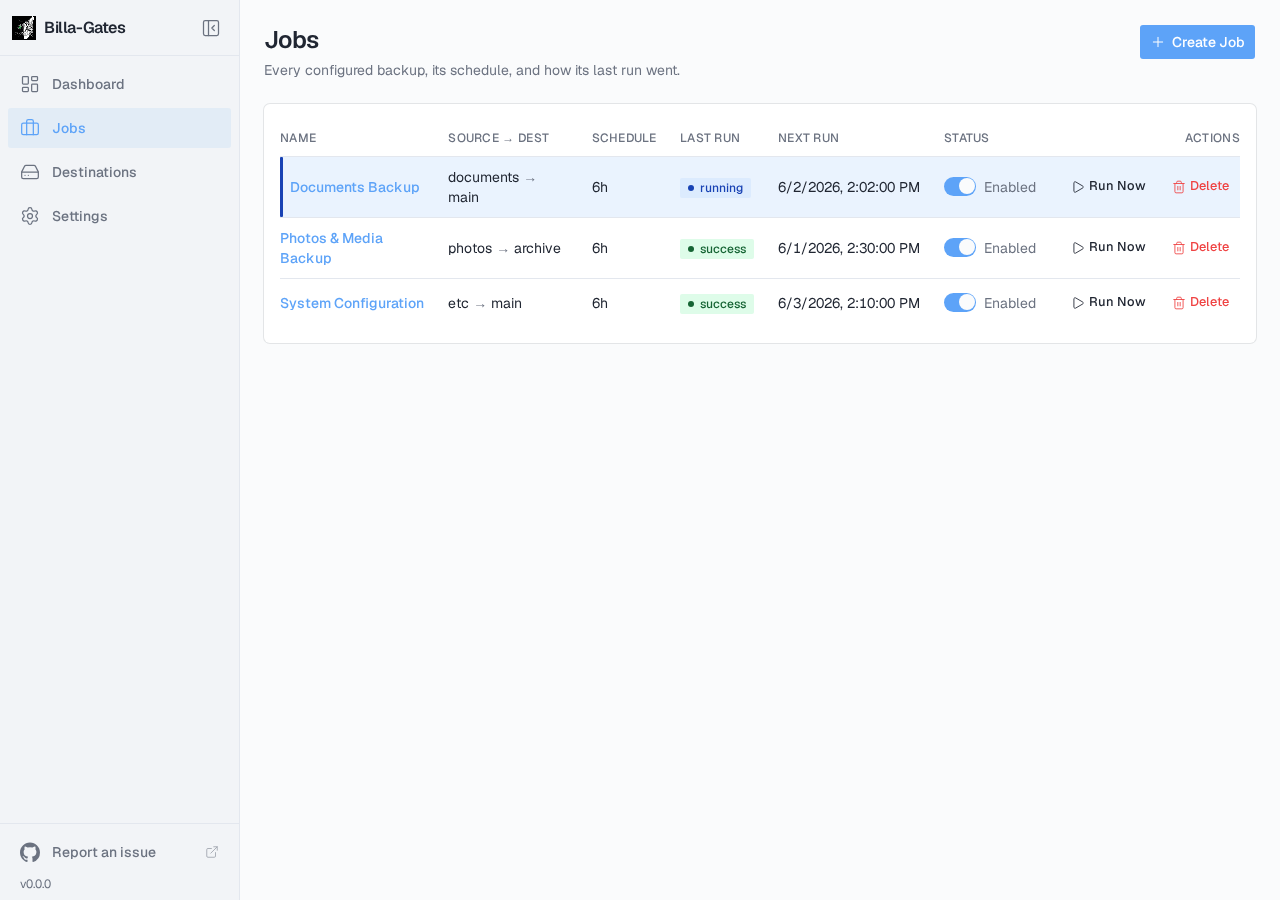 Billa-Gates
Dashboard
Jobs
Destinations
Settings
Report an issue
v0.0.0
Jobs
Every configured backup, its schedule, and how its last run went.
Create Job
NAME SOURCE → DEST SCHEDULE LAST RUN NEXT RUN STATUS ACTIONS
Documents Backup documents → main 6h running 6/2/2026, 2:02:00 PM Enabled Run Now Delete
Photos & Media Backup photos → archive 6h success 6/1/2026, 2:30:00 PM Enabled Run Now Delete
System Configuration etc → main 6h success 6/3/2026, 2:10:00 PM Enabled Run Now Delete